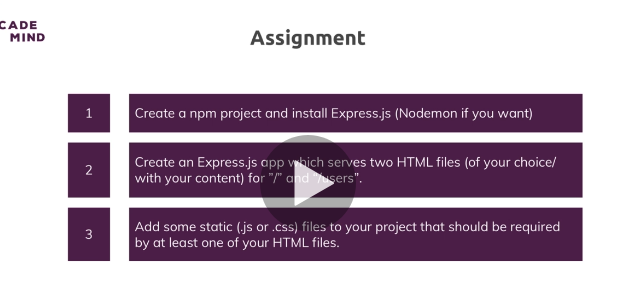 CADE
MIND
Assignment
1
Create a npm project and install Express.js (Nodemon if you want)
2
Create an Express.js app which serves two HTML files (of your choice/
with your content) for ”/” and “/users”.
3
Add some static (.js or .css) files to your project that should be required
by at least one of your HTML files.